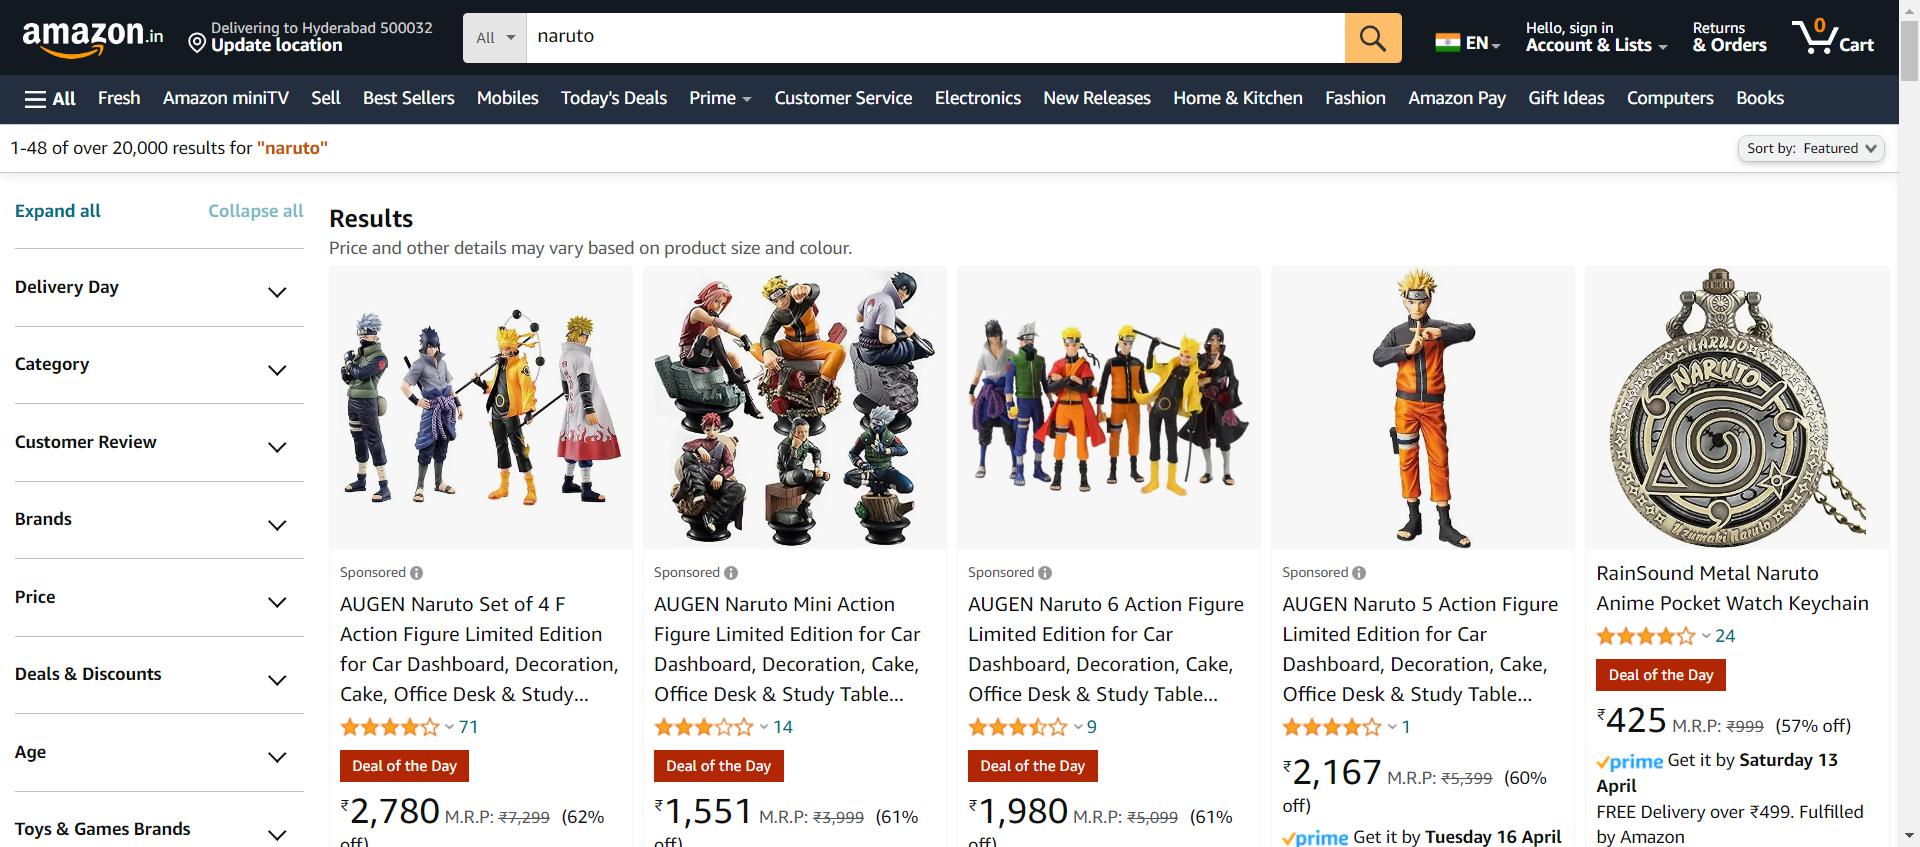 amazon.in
Delivering to Hyderabad 500032
Update location
All
naruto
EN
Hello, sign in
Account & Lists
Returns
& Orders
0
Cart
All
Fresh
Amazon miniTV
Sell
Best Sellers
Mobiles
Today's Deals
Prime
Customer Service
Electronics
New Releases
Home & Kitchen
Fashion
Amazon Pay
Gift Ideas
Computers
Books
1-48 of over 20,000 results for "naruto"
Sort by: Featured
Expand all
Collapse all
Delivery Day
Category
Customer Review
Brands
Price
Deals & Discounts
Age
Toys & Games Brands
Results
Price and other details may vary based on product size and colour.
Sponsored
AUGEN Naruto Set of 4 F
Action Figure Limited Edition
for Car Dashboard, Decoration,
Cake, Office Desk & Study...
71
Deal of the Day
₹2,780 M.R.P: ₹7,299 (62%
off)
Sponsored
AUGEN Naruto Mini Action
Figure Limited Edition for Car
Dashboard, Decoration, Cake,
Office Desk & Study Table...
14
Deal of the Day
₹1,551 M.R.P: ₹3,999 (61%
off)
Sponsored
AUGEN Naruto 6 Action Figure
Limited Edition for Car
Dashboard, Decoration, Cake,
Office Desk & Study Table...
9
Deal of the Day
₹1,980 M.R.P: ₹5,099 (61%
off)
Sponsored
AUGEN Naruto 5 Action Figure
Limited Edition for Car
Dashboard, Decoration, Cake,
Office Desk & Study Table...
1
₹2,167 M.R.P: ₹5,399 (60%
off)
prime Get it by Tuesday 16 April
NARUTO
NARUTO
Uzumaki Naruto
RainSound Metal Naruto
Anime Pocket Watch Keychain
24
Deal of the Day
₹425 M.R.P: ₹999 (57% off)
prime Get it by Saturday 13
April
FREE Delivery over ₹499. Fulfilled
by Amazon